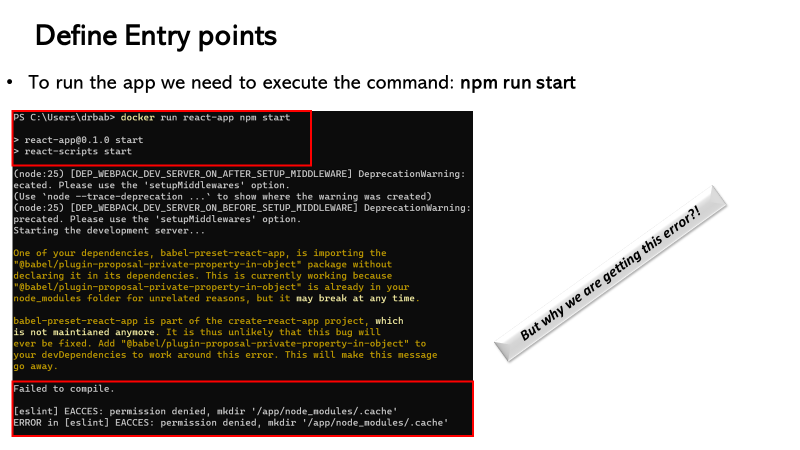 Define Entry points
• To run the app we need to execute the command: npm run start
PS C:\Users\drbab> docker run react-app npm start
> react-app@0.1.0 start
> react-scripts start
(node:25) [DEP_WEBPACK_DEV_SERVER_ON_AFTER_SETUP_MIDDLEWARE] DeprecationWarning:
ecated. Please use the 'setupMiddlewares' option.
(Use `node --trace-deprecation ...` to show where the warning was created)
(node:25) [DEP_WEBPACK_DEV_SERVER_ON_BEFORE_SETUP_MIDDLEWARE] DeprecationWarning:
precated. Please use the 'setupMiddlewares' option.
Starting the development server...
One of your dependencies, babel-preset-react-app, is importing the
"@babel/plugin-proposal-private-property-in-object" package without
declaring it in its dependencies. This is currently working because
"@babel/plugin-proposal-private-property-in-object" is already in your
node_modules folder for unrelated reasons, but it may break at any time.
babel-preset-react-app is part of the create-react-app project, which
is not maintianed anymore. It is thus unlikely that this bug will
ever be fixed. Add "@babel/plugin-proposal-private-property-in-object" to
your devDependencies to work around this error. This will make this message
go away.
Failed to compile.
[eslint] EACCES: permission denied, mkdir '/app/node_modules/.cache'
ERROR in [eslint] EACCES: permission denied, mkdir '/app/node_modules/.cache'
But why we are getting this error?!